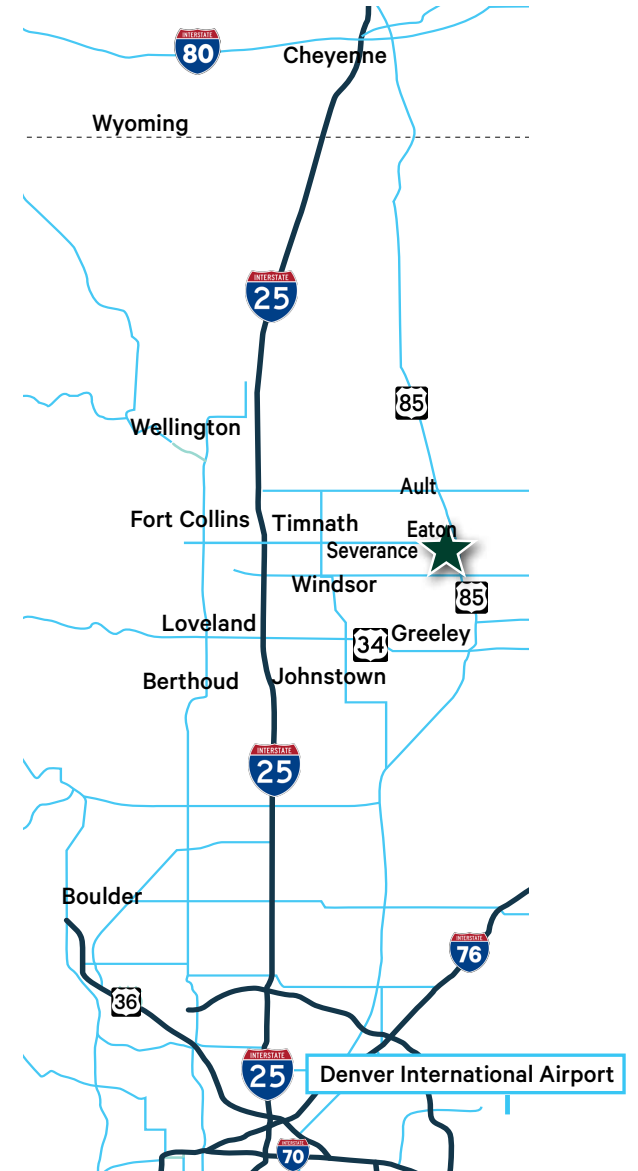 INTERSTATE
80
Cheyenne
Wyoming
INTERSTATE
25
85
Wellington
Ault
Fort Collins
Timnath
Eaton
Severance
Windsor
85
Loveland
34
Greeley
Berthoud
Johnstown
INTERSTATE
25
Boulder
INTERSTATE
76
36
INTERSTATE
25
Denver International Airport
INTERSTATE
70